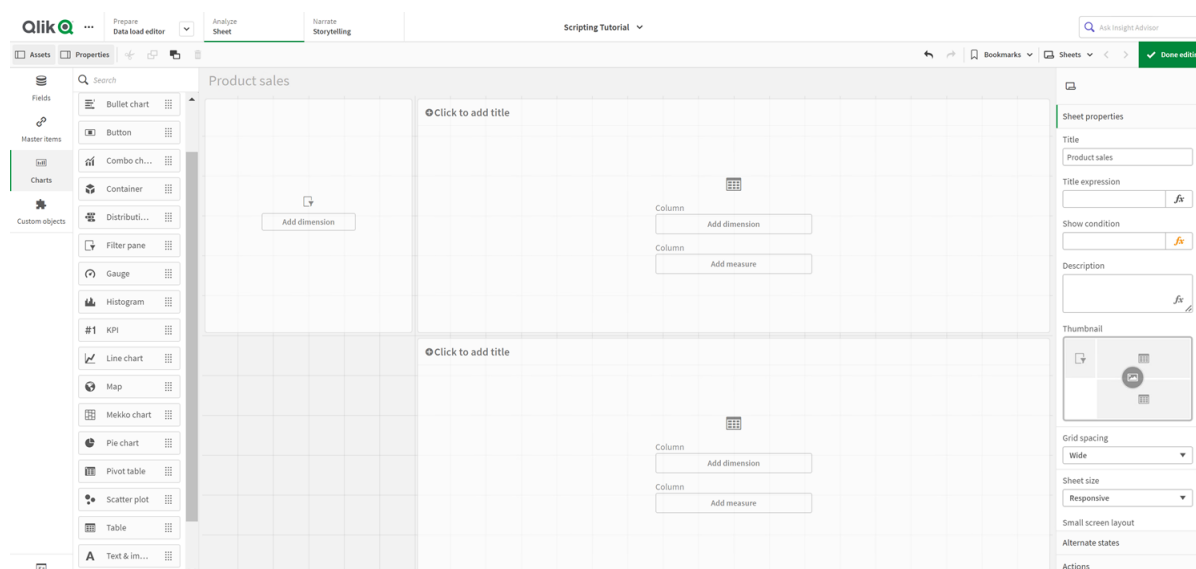 Qlik
Prepare
Data load editor
Analyze
Sheet
Narrate
Storytelling
Scripting Tutorial
Ask Insight Advisor
Assets
Properties
Bookmarks
Sheets
Done editin
Fields
Master items
Charts
Custom objects
Search
Bullet chart
Button
Combo ch...
Container
Distributi...
Filter pane
Gauge
Histogram
#1 KPI
Line chart
Map
Mekko chart
Pie chart
Pivot table
Scatter plot
Table
A Text & im...
Product sales
Add dimension
Click to add title
Column
Add dimension
Column
Add measure
Click to add title
Column
Add dimension
Column
Add measure
Sheet properties
Title
Product sales
Title expression
fx
Show condition
fx
Description
fx
Thumbnail
Grid spacing
Wide
Sheet size
Responsive
Small screen layout
Alternate states
Actions